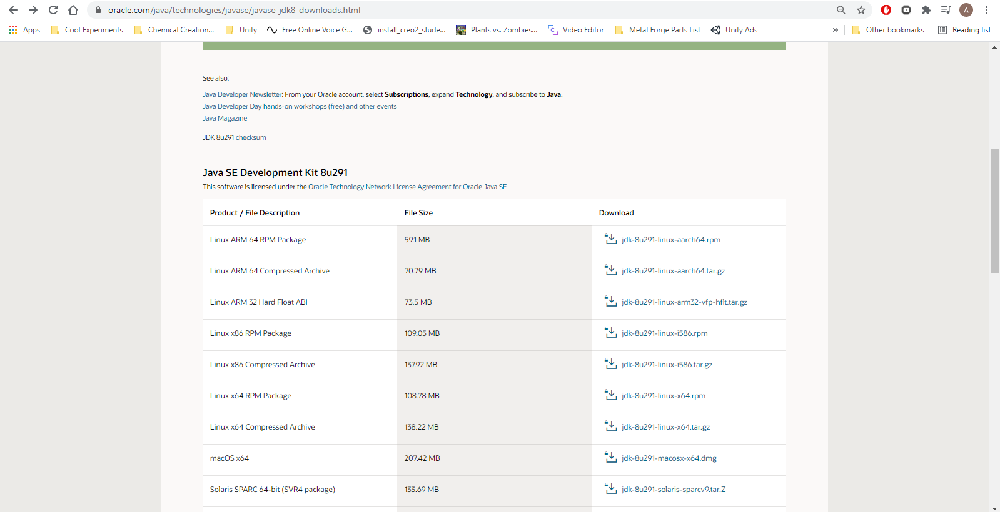 oracle.com/java/technologies/javase/javase-jdk8-downloads.html
A
Apps Cool Experiments Chemical Creation... Unity Free Online Voice G... install_creo2_stude... Plants vs. Zombies... Video Editor Metal Forge Parts List Unity Ads » Other bookmarks Reading list
See also:
Java Developer Newsletter: From your Oracle account, select Subscriptions, expand Technology, and subscribe to Java.
Java Developer Day hands-on workshops (free) and other events
Java Magazine
JDK 8u291 checksum
Java SE Development Kit 8u291
This software is licensed under the Oracle Technology Network License Agreement for Oracle Java SE
Product / File Description File Size Download
Linux ARM 64 RPM Package 59.1 MB jdk-8u291-linux-aarch64.rpm
Linux ARM 64 Compressed Archive 70.79 MB jdk-8u291-linux-aarch64.tar.gz
Linux ARM 32 Hard Float ABI 73.5 MB jdk-8u291-linux-arm32-vfp-hflt.tar.gz
Linux x86 RPM Package 109.05 MB jdk-8u291-linux-i586.rpm
Linux x86 Compressed Archive 137.92 MB jdk-8u291-linux-i586.tar.gz
Linux x64 RPM Package 108.78 MB jdk-8u291-linux-x64.rpm
Linux x64 Compressed Archive 138.22 MB jdk-8u291-linux-x64.tar.gz
macOS x64 207.42 MB jdk-8u291-macosx-x64.dmg
Solaris SPARC 64-bit (SVR4 package) 133.69 MB jdk-8u291-solaris-sparcv9.tar.Z